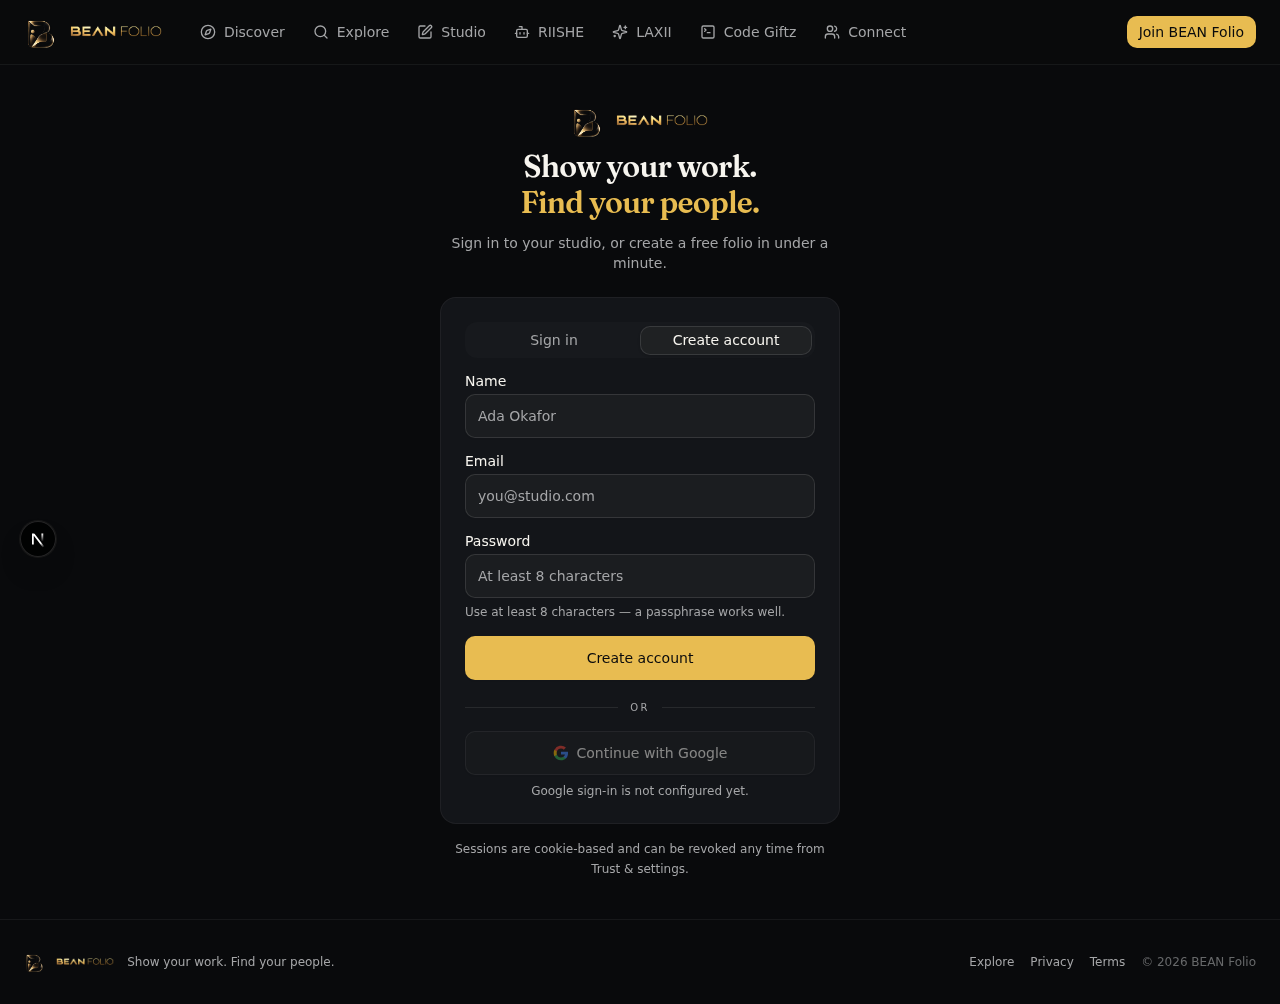 BEAN FOLIO
Discover
Explore
Studio
RIISHE
LAXII
Code Giftz
Connect
Join BEAN Folio
BEAN FOLIO
Show your work.
Find your people.
Sign in to your studio, or create a free folio in under a
minute.
Sign in
Create account
Name
Ada Okafor
Email
you@studio.com
Password
At least 8 characters
Use at least 8 characters — a passphrase works well.
Create account
OR
Continue with Google
Google sign-in is not configured yet.
Sessions are cookie-based and can be revoked any time from
Trust & settings.
BEAN FOLIO
Show your work. Find your people.
Explore
Privacy
Terms
© 2026 BEAN Folio